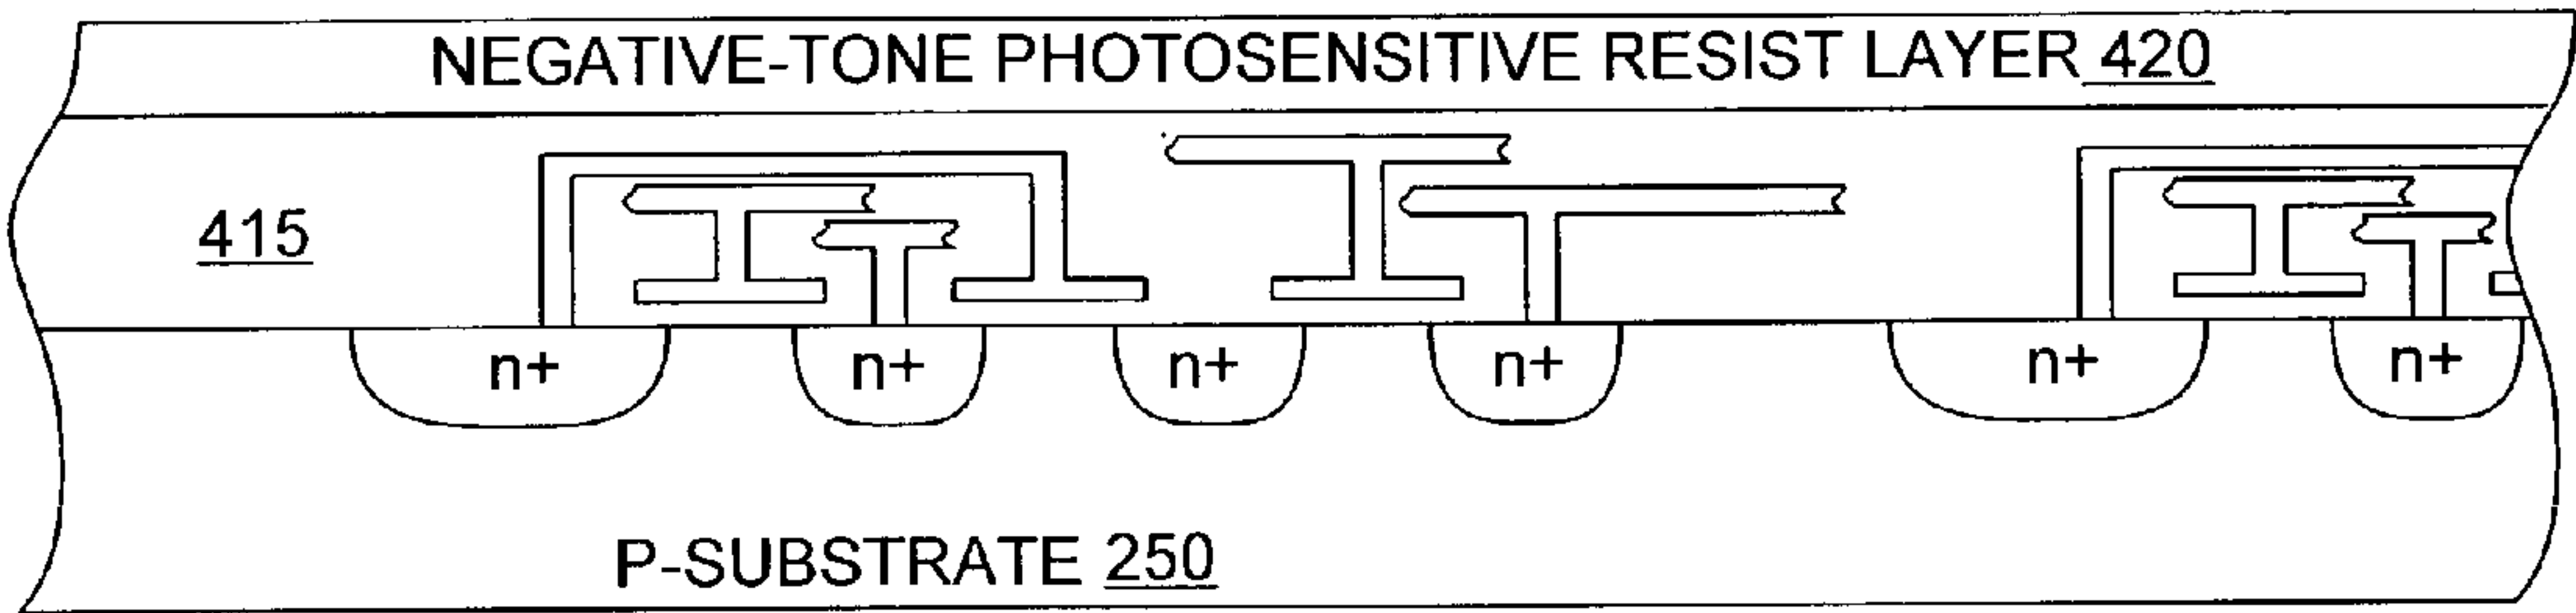 NEGATIVE-TONE PHOTOSENSITIVE RESIST LAYER 420
415
n+ n+ n+ n+ n+ n+
P-SUBSTRATE 250